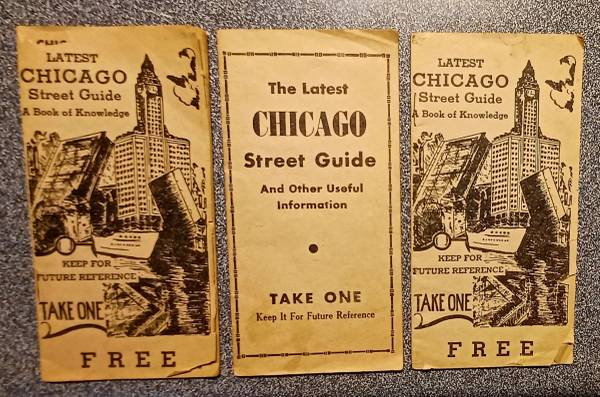 LATEST
CHICAGO
Street Guide
A Book of Knowledge
KEEP FOR
FUTURE REFERENCE
TAKE ONE
FREE
The Latest
CHICAGO
Street Guide
And Other Useful
Information
TAKE ONE
Keep It For Future Reference
LATEST
CHICAGO
Street Guide
A Book of Knowledge
KEEP FOR
FUTURE REFERENCE
TAKE ONE
FREE